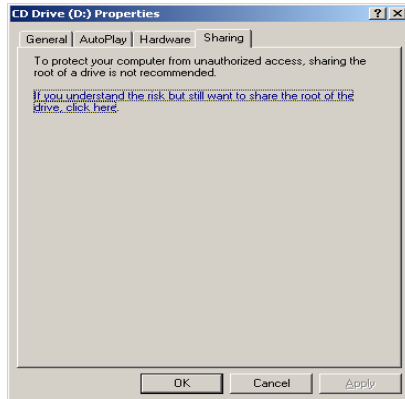 CD Drive (D:) Properties
General AutoPlay Hardware Sharing
To protect your computer from unauthorized access, sharing the
root of a drive is not recommended.
If you understand the risk but still want to share the root of the
drive, click here.
OK Cancel Apply